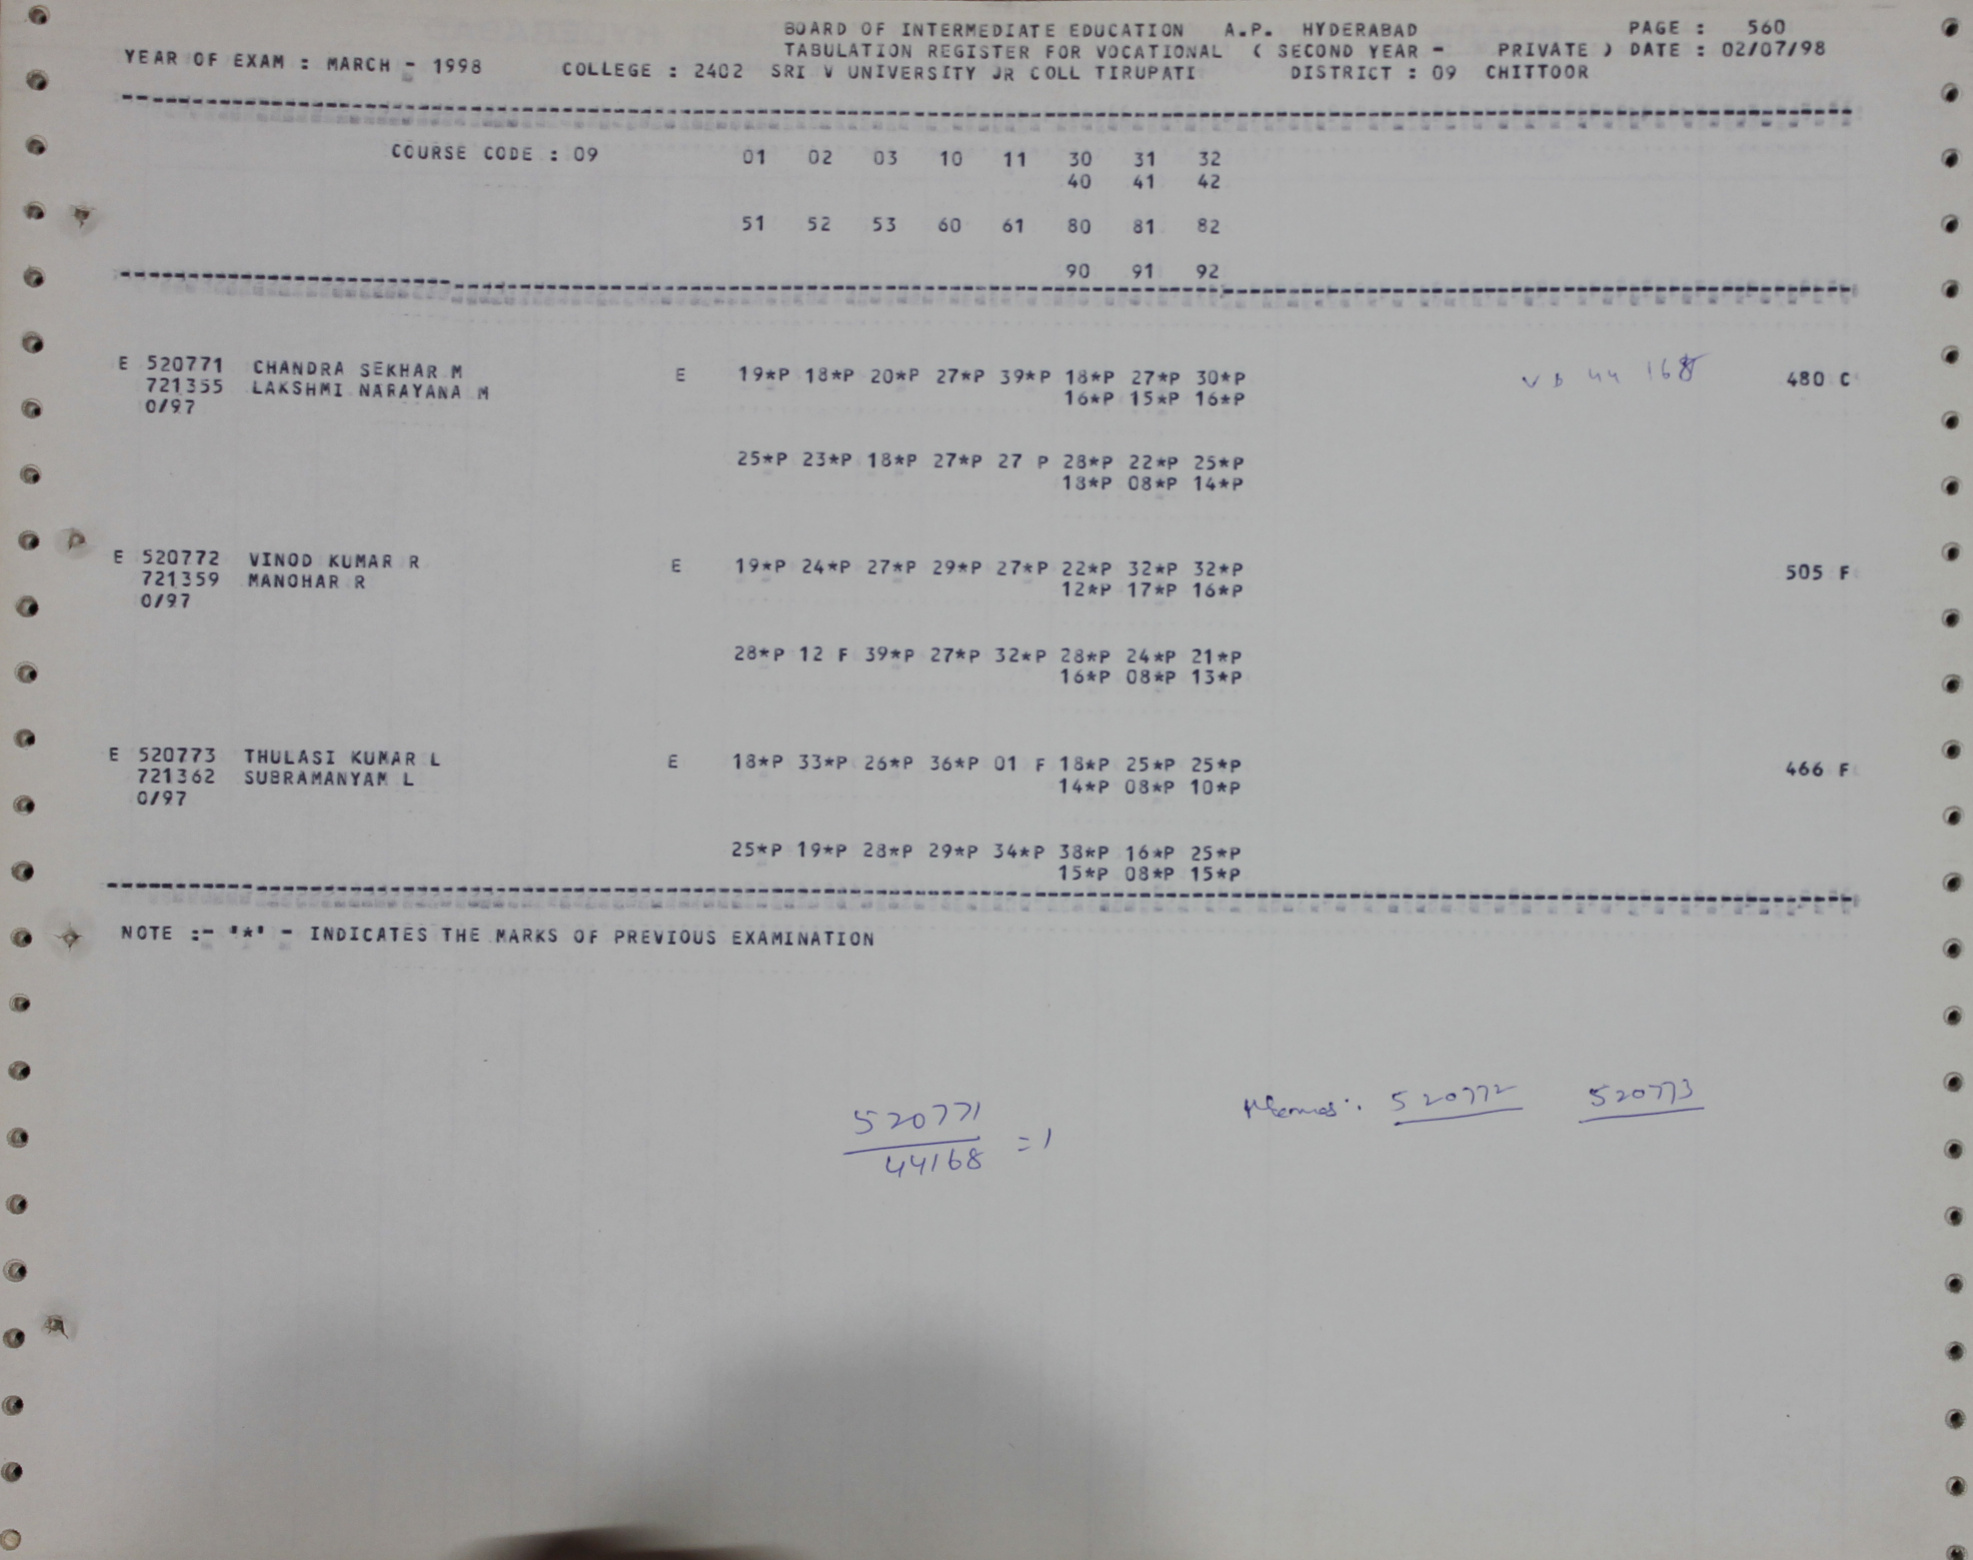 BOARD OF INTERMEDIATE EDUCATION A.P. HYDERABAD PAGE : 560
TABULATION REGISTER FOR VOCATIONAL ( SECOND YEAR - PRIVATE ) DATE : 02/07/98
YEAR OF EXAM : MARCH - 1998 COLLEGE : 2402 SRI V UNIVERSITY JR COLL TIRUPATI DISTRICT : 09 CHITTOOR
COURSE CODE : 09 01 02 03 10 11 30 31 32
40 41 42
51 52 53 60 61 80 81 82
90 91 92
E 520771 CHANDRA SEKHAR M E 19*P 18*P 20*P 27*P 39*P 18*P 27*P 30*P 44168 480 C
721355 LAKSHMI NARAYANA M 16*P 15*P 16*P
0/97
25*P 23*P 18*P 27*P 27 P 28*P 22*P 25*P
18*P 08*P 14*P
E 520772 VINOD KUMAR R E 19*P 24*P 27*P 29*P 27*P 22*P 32*P 32*P 505 F
721359 MANOHAR R 12*P 17*P 16*P
0/97
28*P 12 F 39*P 27*P 32*P 28*P 24*P 21*P
16*P 08*P 13*P
E 520773 THULASI KUMAR L E 18*P 33*P 26*P 36*P 01 F 18*P 25*P 25*P 466 F
721362 SUBRAMANYAM L 14*P 08*P 10*P
0/97
25*P 19*P 28*P 29*P 34*P 38*P 16*P 25*P
15*P 08*P 15*P
NOTE :- '*' - INDICATES THE MARKS OF PREVIOUS EXAMINATION
Memos: 520772 520773
520771
44168 = 1